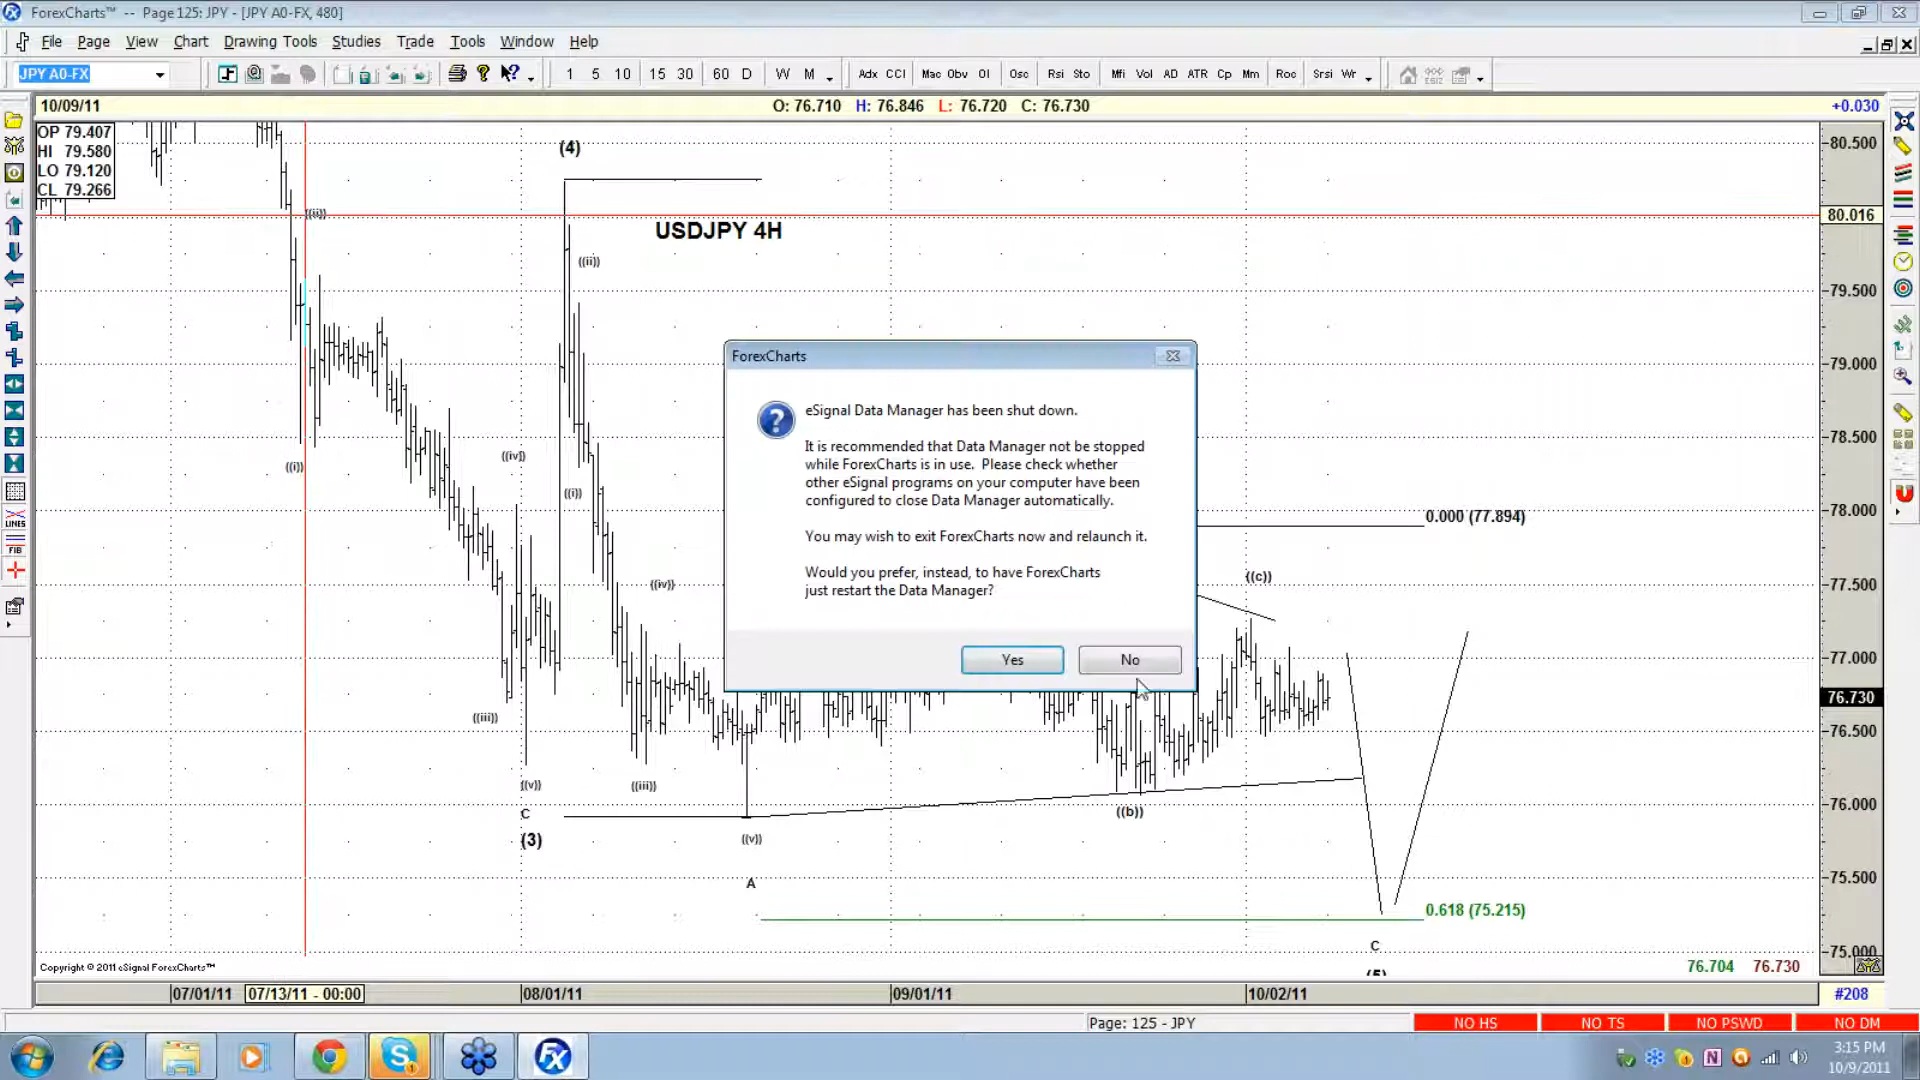 ForexCharts™ -- Page 125: JPY - [JPY A0-FX, 480]
File Page View Chart Drawing Tools Studies Trade Tools Window Help
JPY A0-FX 1 5 10 15 30 60 D W M Adx CCI Mac Obv OI Osc Rsi Sto Mfi Vol AD ATR Cp Mm Roc Srsi Wr
10/09/11 O: 76.710 H: 76.846 L: 76.720 C: 76.730 +0.030
OP 79.407
HI 79.580
LO 79.120
CL 79.266
(4)
80.500
((ii))
80.016
USDJPY 4H
((ii))
79.500
79.000
78.500
((iv))
((i))
((i))
78.000
0.000 (77.894)
((iv))
77.500
((c))
77.000
76.730
76.500
((iii))
((v))
((iii))
76.000
C
((b))
(3)
((v))
A
75.500
0.618 (75.215)
C
75.000
(5)
ForexCharts
eSignal Data Manager has been shut down.
It is recommended that Data Manager not be stopped
while ForexCharts is in use. Please check whether
other eSignal programs on your computer have been
configured to close Data Manager automatically.
You may wish to exit ForexCharts now and relaunch it.
Would you prefer, instead, to have ForexCharts
just restart the Data Manager?
Yes No
LINES
FIB
Copyright © 2011 eSignal ForexCharts™
76.704 76.730
07/01/11 07/13/11 - 00:00 08/01/11 09/01/11 10/02/11 #208
Page: 125 - JPY NO HS NO TS NO PSWD NO DM
3:15 PM
10/9/2011